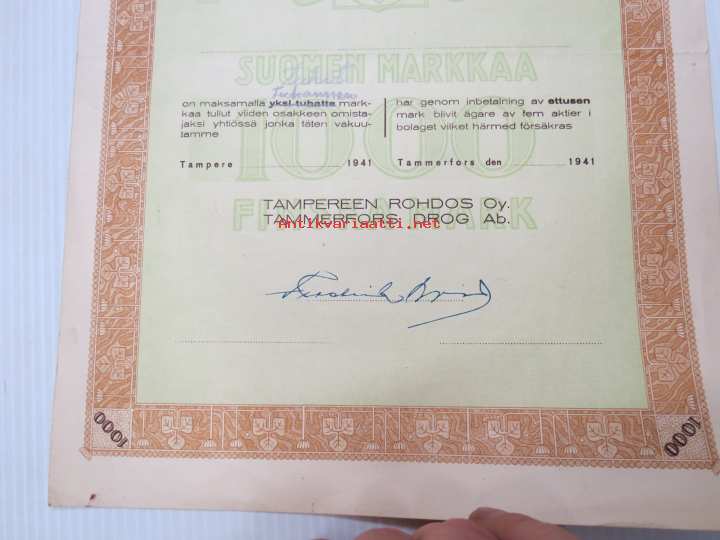 SUOMEN MARKKAA
on maksamalla yksi tuhatta mark-
kaa tullut viiden osakkeen omista-
jaksi yhtiössä jonka täten vakuu-
tamme
har genom inbetalning av ettusen
mark blivit ägare av fem aktier i
bolaget vilket härmed försäkras
1000
Tampere 1941
Tammerfors den 1941
TAMPEREEN ROHDOS Oy.
TAMMERFORS DROG Ab.
Antikvariaatti.net
1000
1000